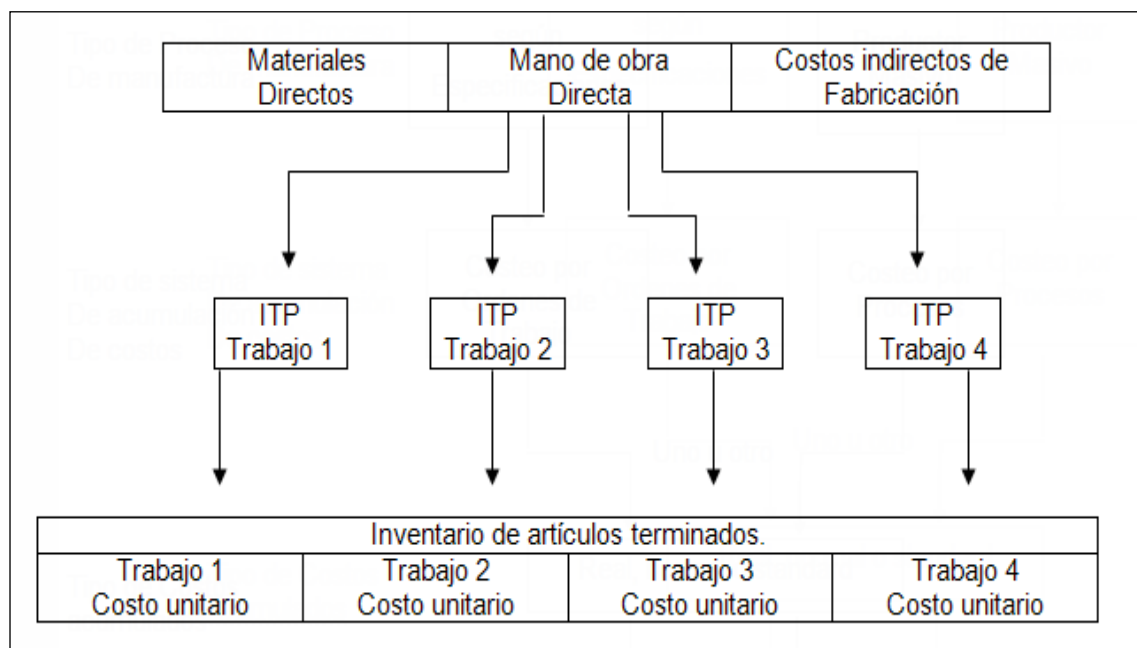 Materiales
Directos
Mano de obra
Directa
Costos indirectos de
Fabricación
ITP
Trabajo 1
ITP
Trabajo 2
ITP
Trabajo 3
ITP
Trabajo 4
Inventario de artículos terminados.
Trabajo 1
Costo unitario
Trabajo 2
Costo unitario
Trabajo 3
Costo unitario
Trabajo 4
Costo unitario